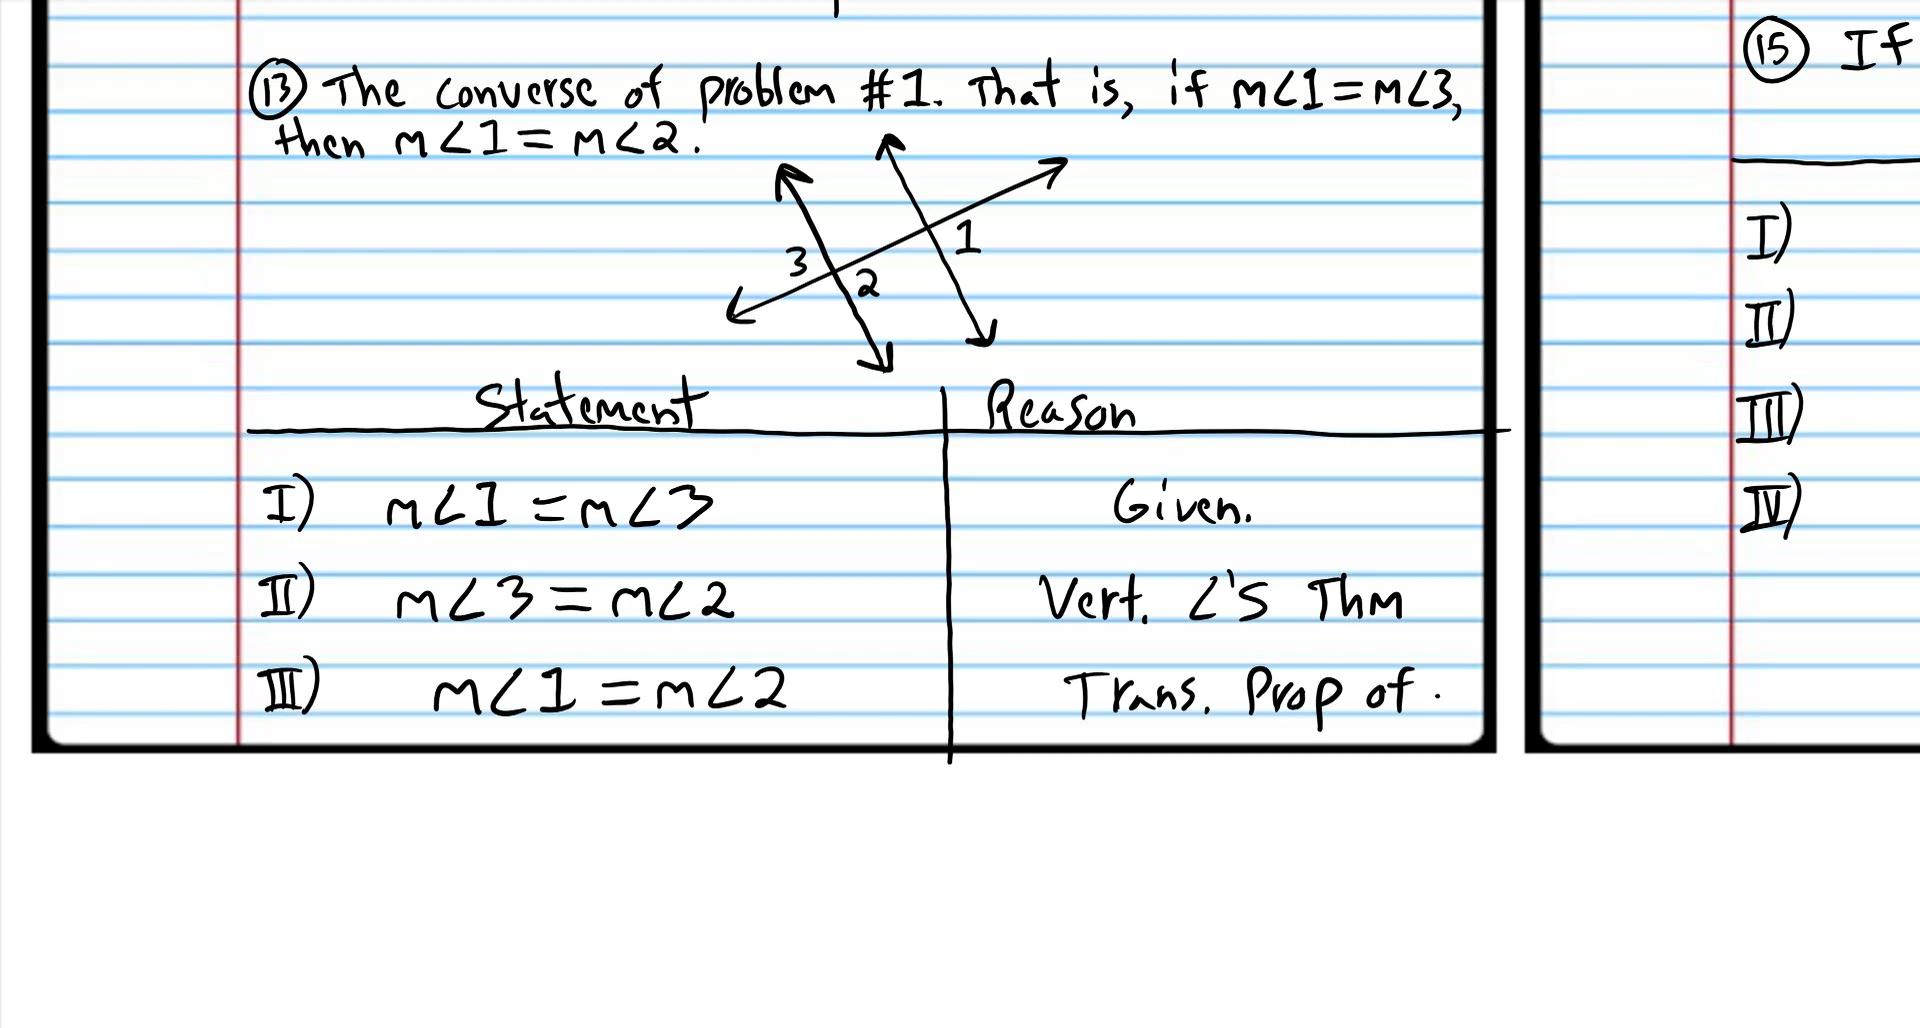 13 The converse of problem #1. That is, if m∠1 = m∠3,
then m∠1 = m∠2.
3 2 1
Statement Reason
I) m∠1 = m∠3 Given.
II) m∠3 = m∠2 Vert. ∠'s Thm
III) m∠1 = m∠2 Trans. Prop of ·
15 If
I)
II)
III)
IV)